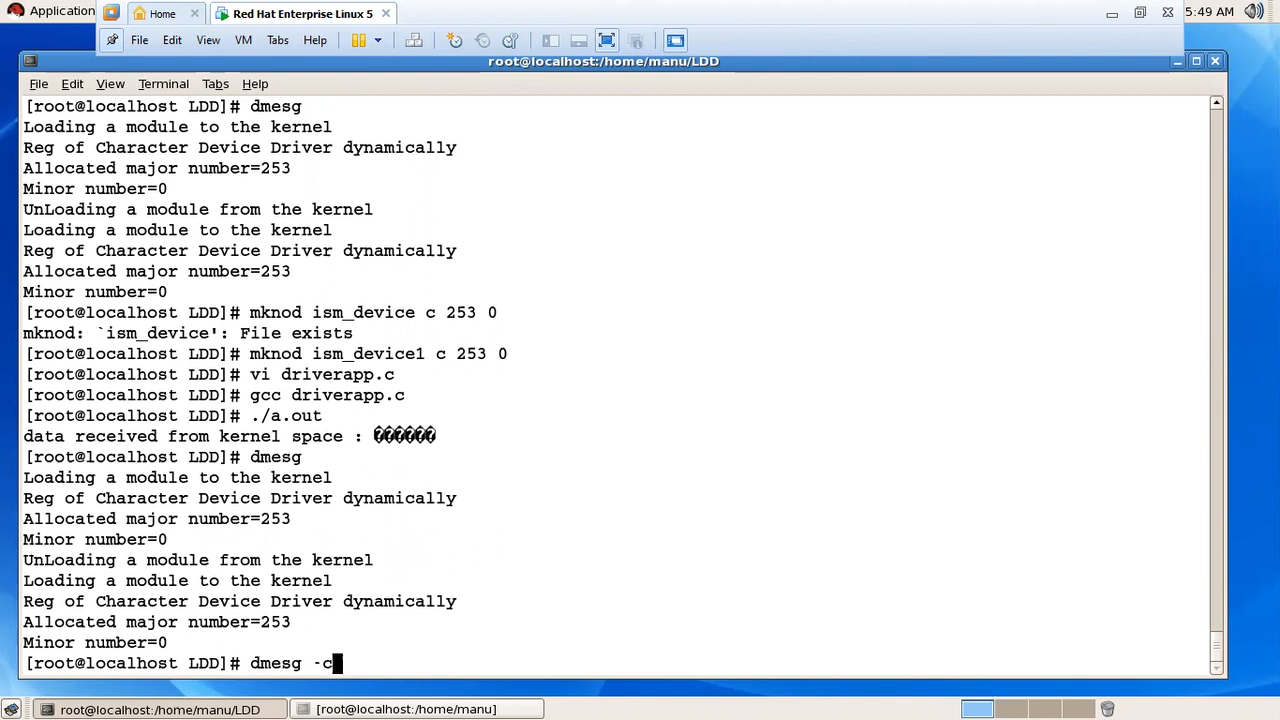 Application
Home
Red Hat Enterprise Linux 5
5:49 AM
File Edit View VM Tabs Help
root@localhost:/home/manu/LDD
File Edit View Terminal Tabs Help
[root@localhost LDD]# dmesg
Loading a module to the kernel
Reg of Character Device Driver dynamically
Allocated major number=253
Minor number=0
UnLoading a module from the kernel
Loading a module to the kernel
Reg of Character Device Driver dynamically
Allocated major number=253
Minor number=0
[root@localhost LDD]# mknod ism_device c 253 0
mknod: `ism_device': File exists
[root@localhost LDD]# mknod ism_device1 c 253 0
[root@localhost LDD]# vi driverapp.c
[root@localhost LDD]# gcc driverapp.c
[root@localhost LDD]# ./a.out
data received from kernel space : ������
[root@localhost LDD]# dmesg
Loading a module to the kernel
Reg of Character Device Driver dynamically
Allocated major number=253
Minor number=0
UnLoading a module from the kernel
Loading a module to the kernel
Reg of Character Device Driver dynamically
Allocated major number=253
Minor number=0
[root@localhost LDD]# dmesg -c
root@localhost:/home/manu/LDD
[root@localhost:/home/manu]